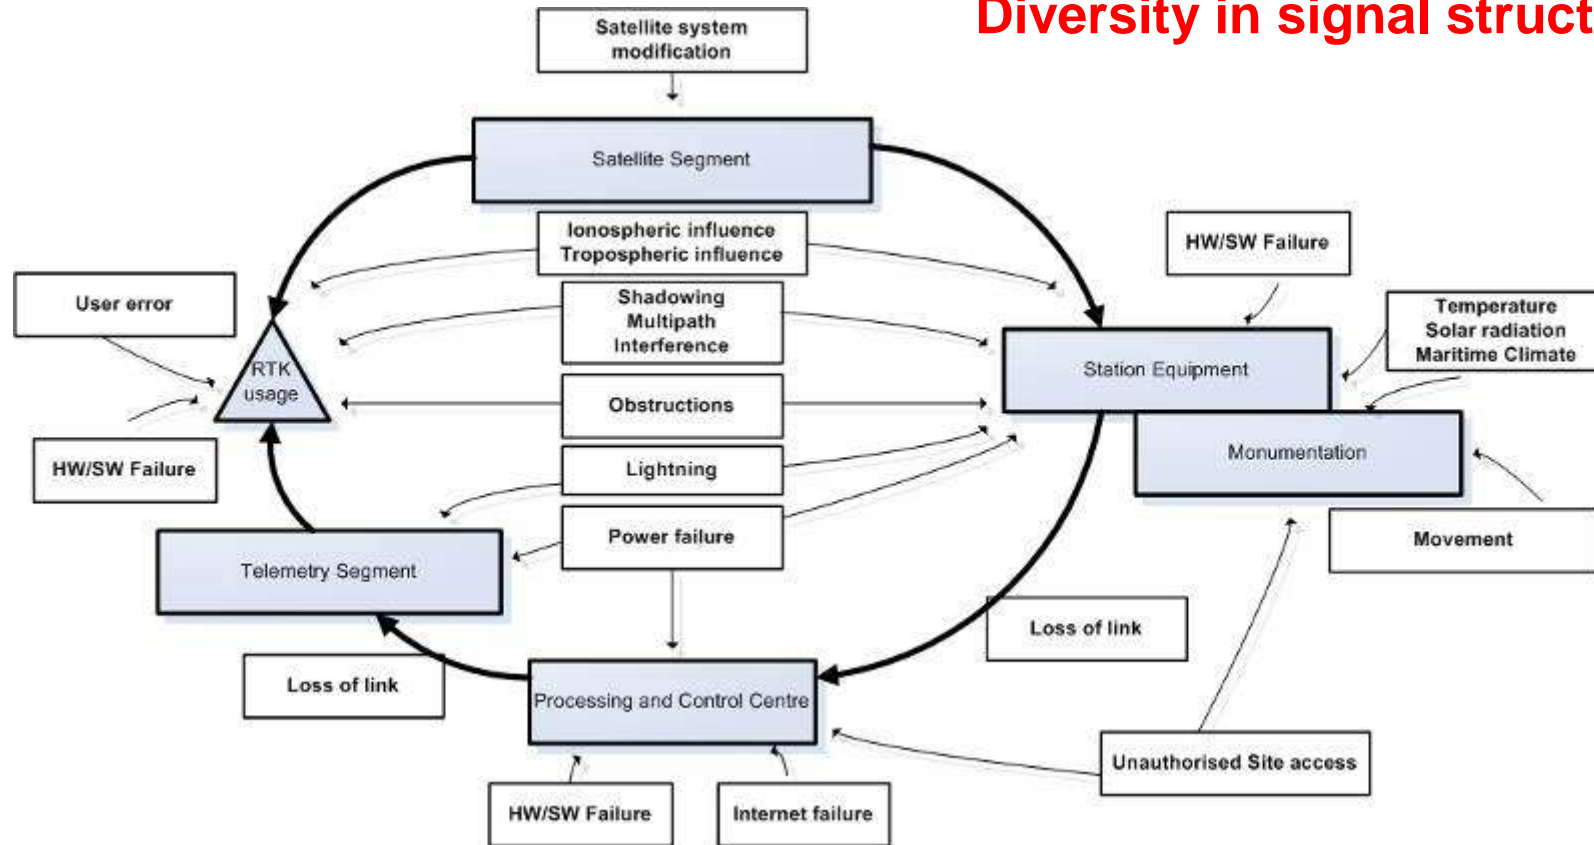 Diversity in signal struct
Satellite system
modification
Satellite Segment
Ionospheric influence
Tropospheric influence
HW/SW Failure
User error
Shadowing
Multipath
Interference
Temperature
Solar radiation
Maritime Climate
RTK
usage
Station Equipment
Obstructions
HW/SW Failure
Lightning
Monumentation
Power failure
Movement
Telemetry Segment
Loss of link
Loss of link
Processing and Control Centre
Unauthorised Site access
HW/SW Failure
Internet failure